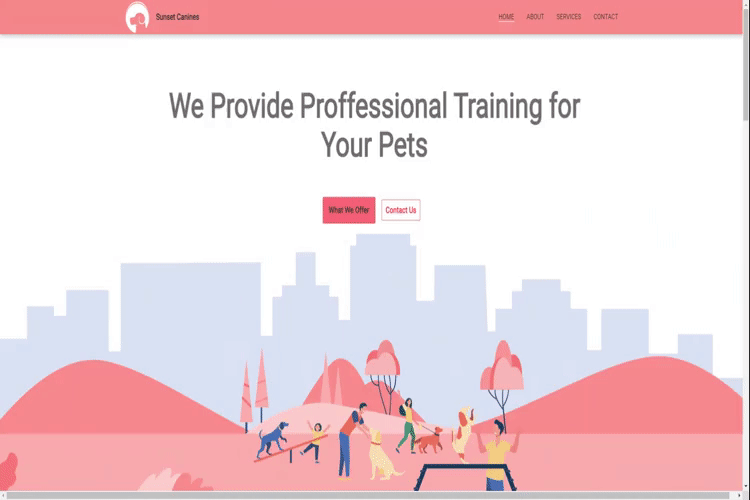 Sunset Canines
HOME ABOUT SERVICES CONTACT
We Provide Proffessional Training for
Your Pets
What We Offer Contact Us